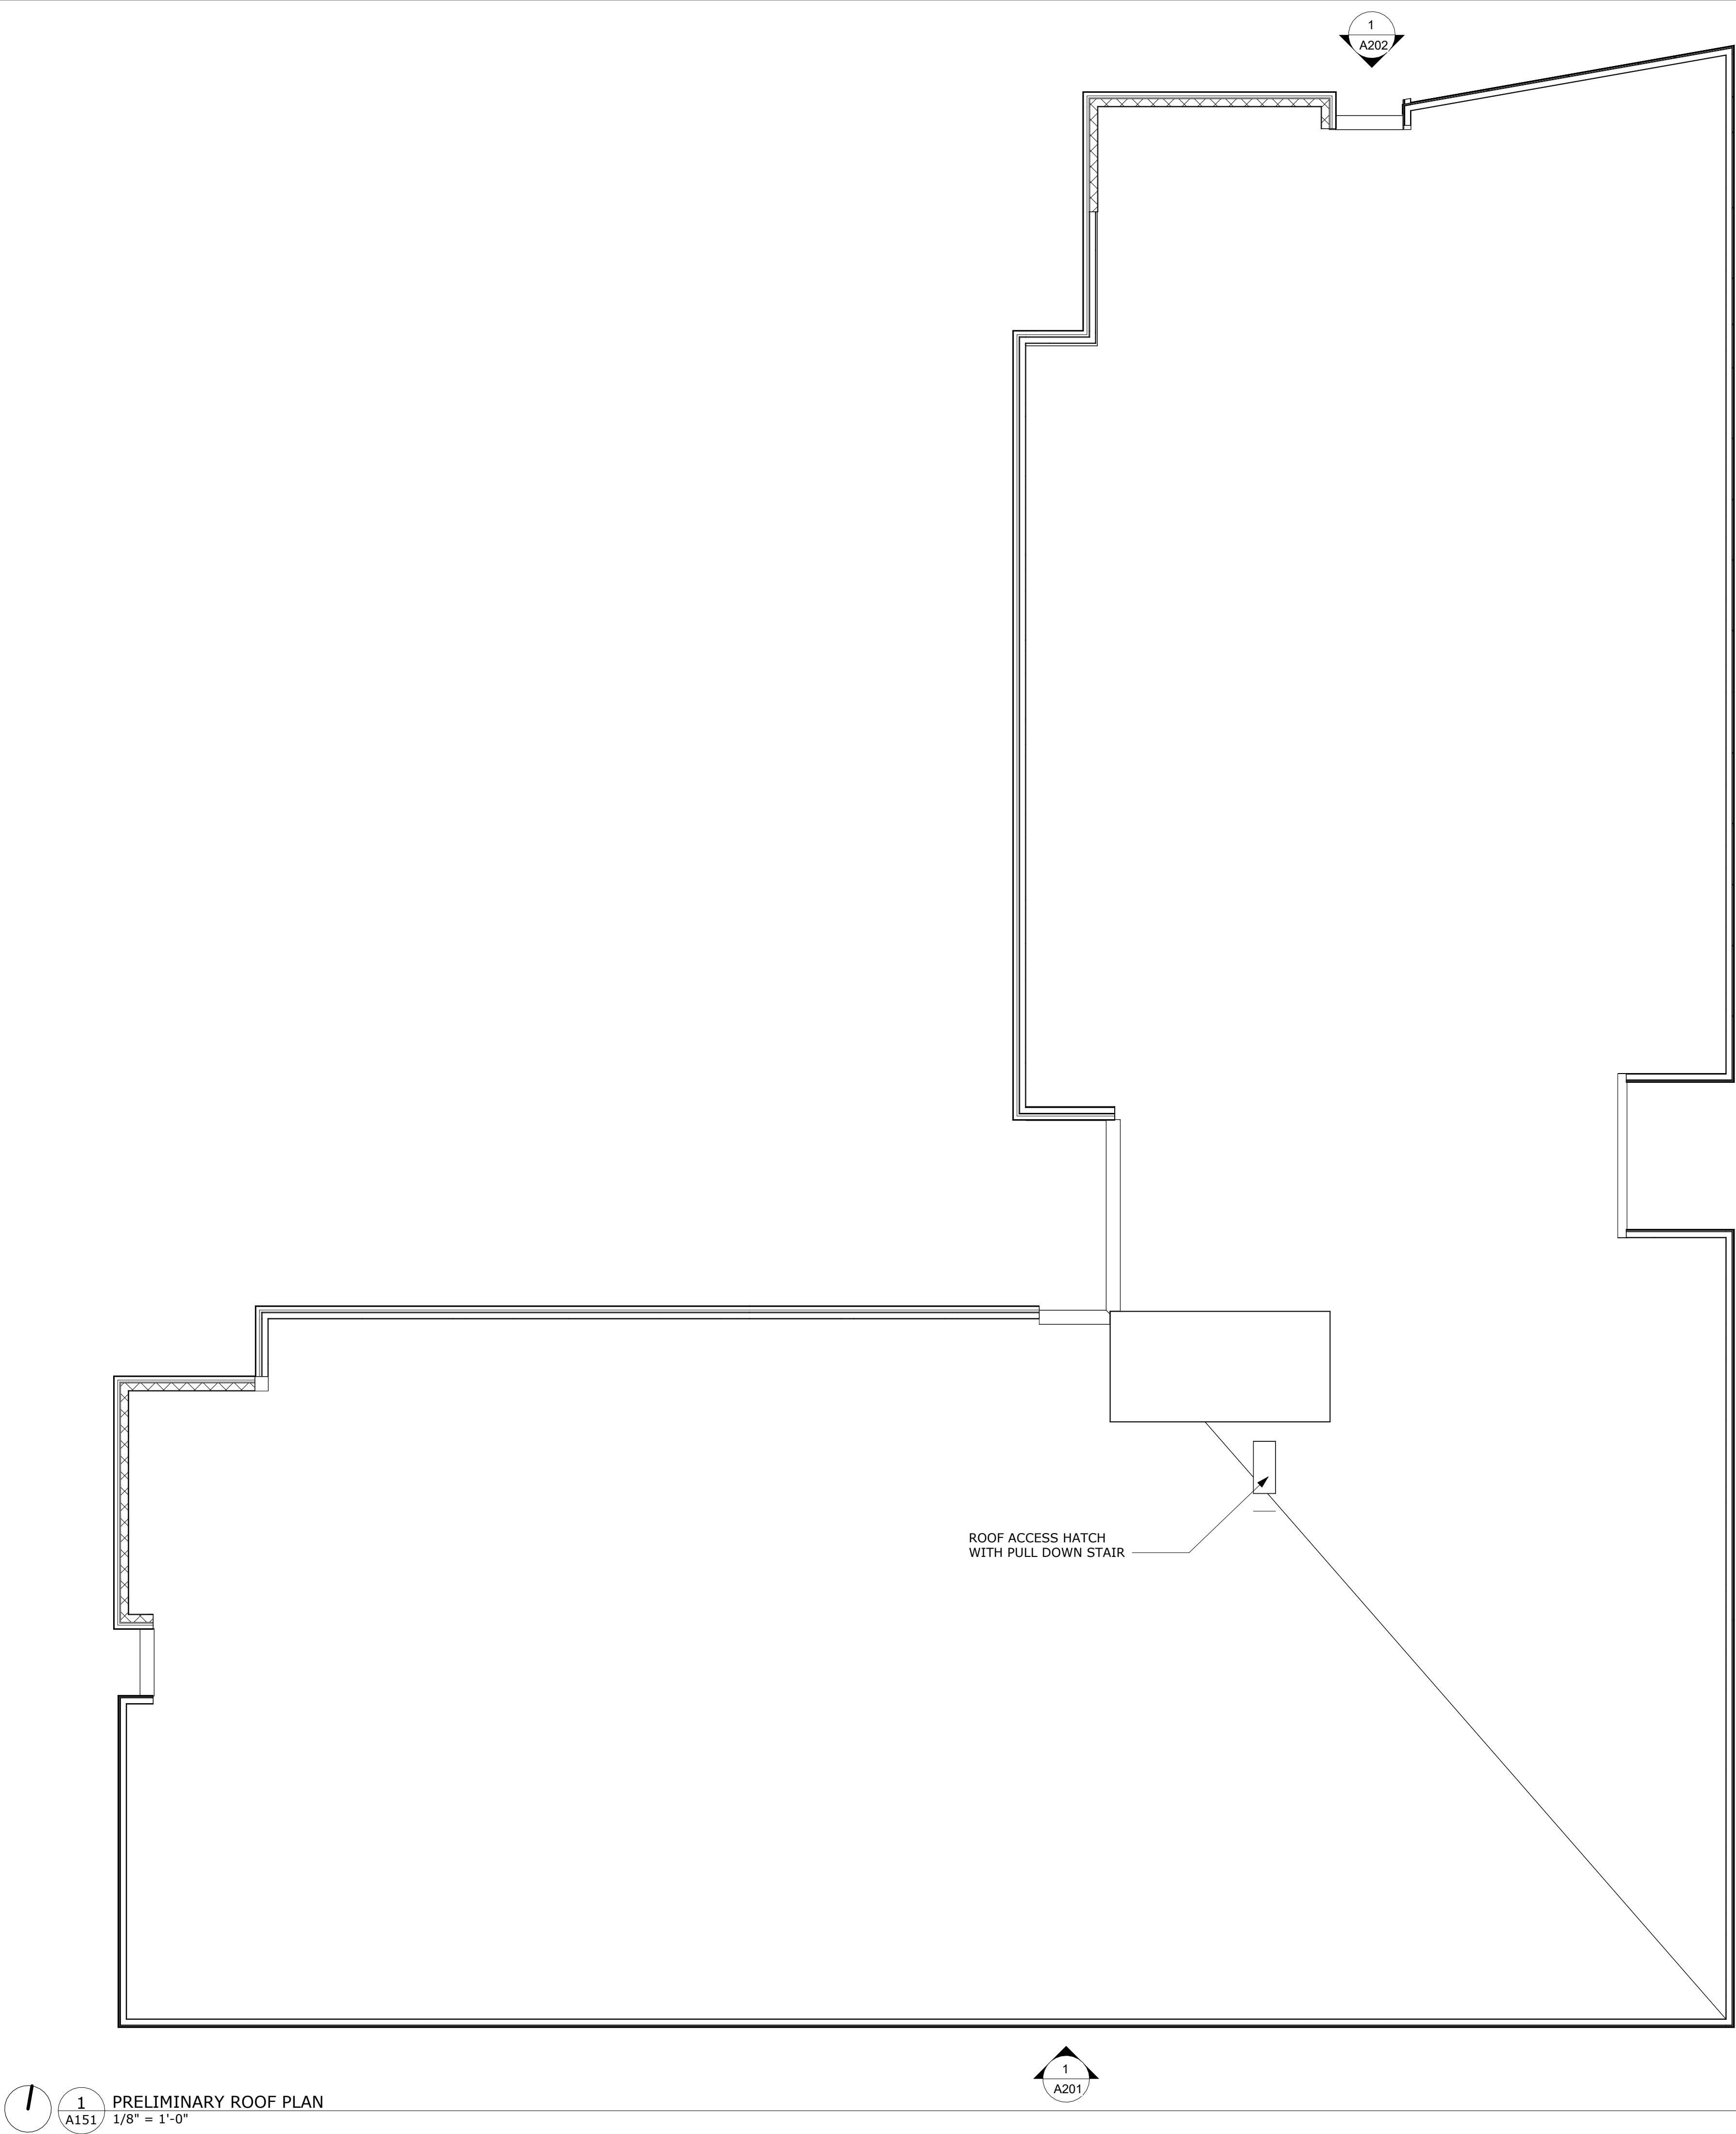 1
A202
ROOF ACCESS HATCH
WITH PULL DOWN STAIR
1
A201
1
A151
PRELIMINARY ROOF PLAN
1/8" = 1'-0"